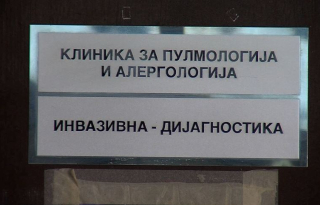 КЛИНИКА ЗА ПУЛМОЛОГИЈА
И АЛЕРГОЛОГИЈА
ИНВАЗИВНА - ДИЈАГНОСТИКА